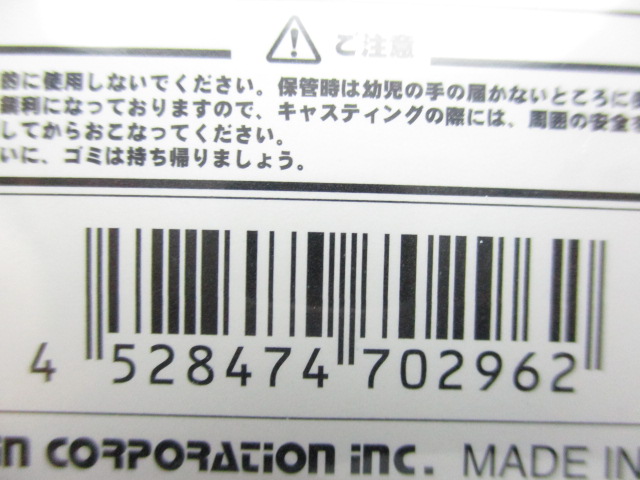 ご注意
的に使用しないでください。保管時は幼児の手の届かないところに
鋭利になっておりますので、キャスティングの際には、周囲の安全
してからおこなってください。
いに、ゴミは持ち帰りましょう。
4 528474 702962
in CORPORATION inc. MADE IN